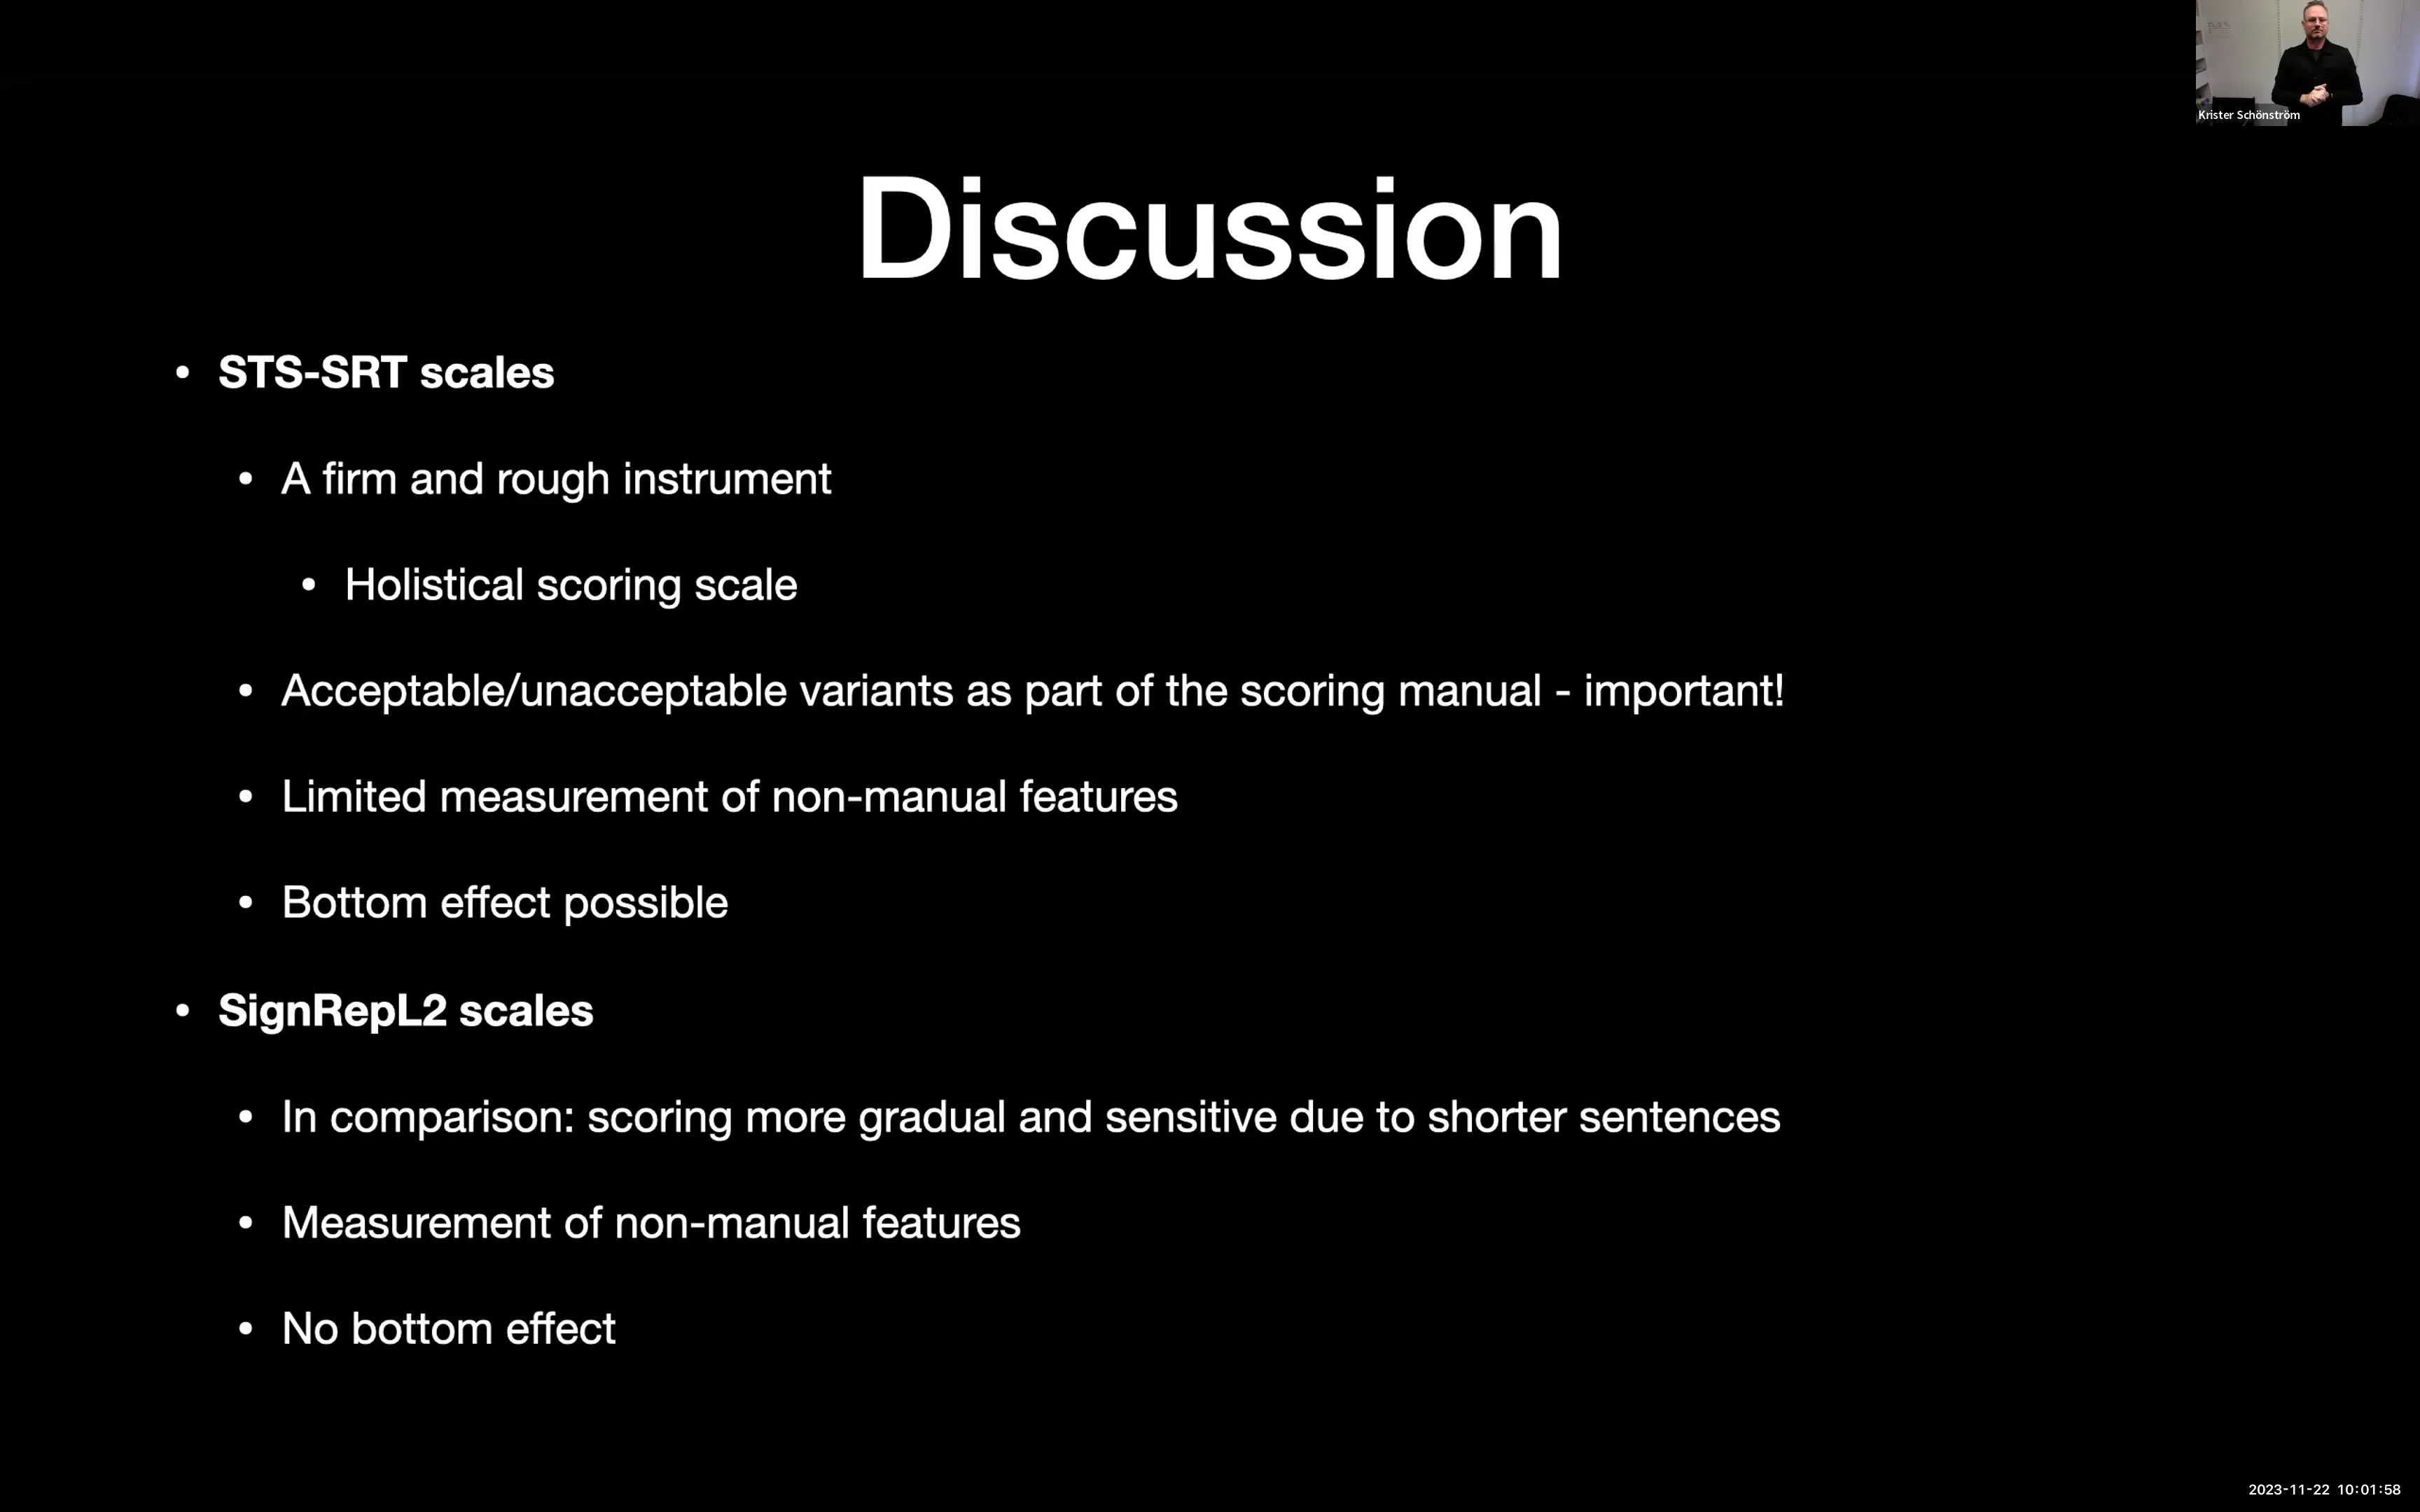 Krister Schönström
Discussion
• STS-SRT scales
• A firm and rough instrument
• Holistical scoring scale
• Acceptable/unacceptable variants as part of the scoring manual - important!
• Limited measurement of non-manual features
• Bottom effect possible
• SignRepL2 scales
• In comparison: scoring more gradual and sensitive due to shorter sentences
• Measurement of non-manual features
• No bottom effect
2023-11-22 10:01:58